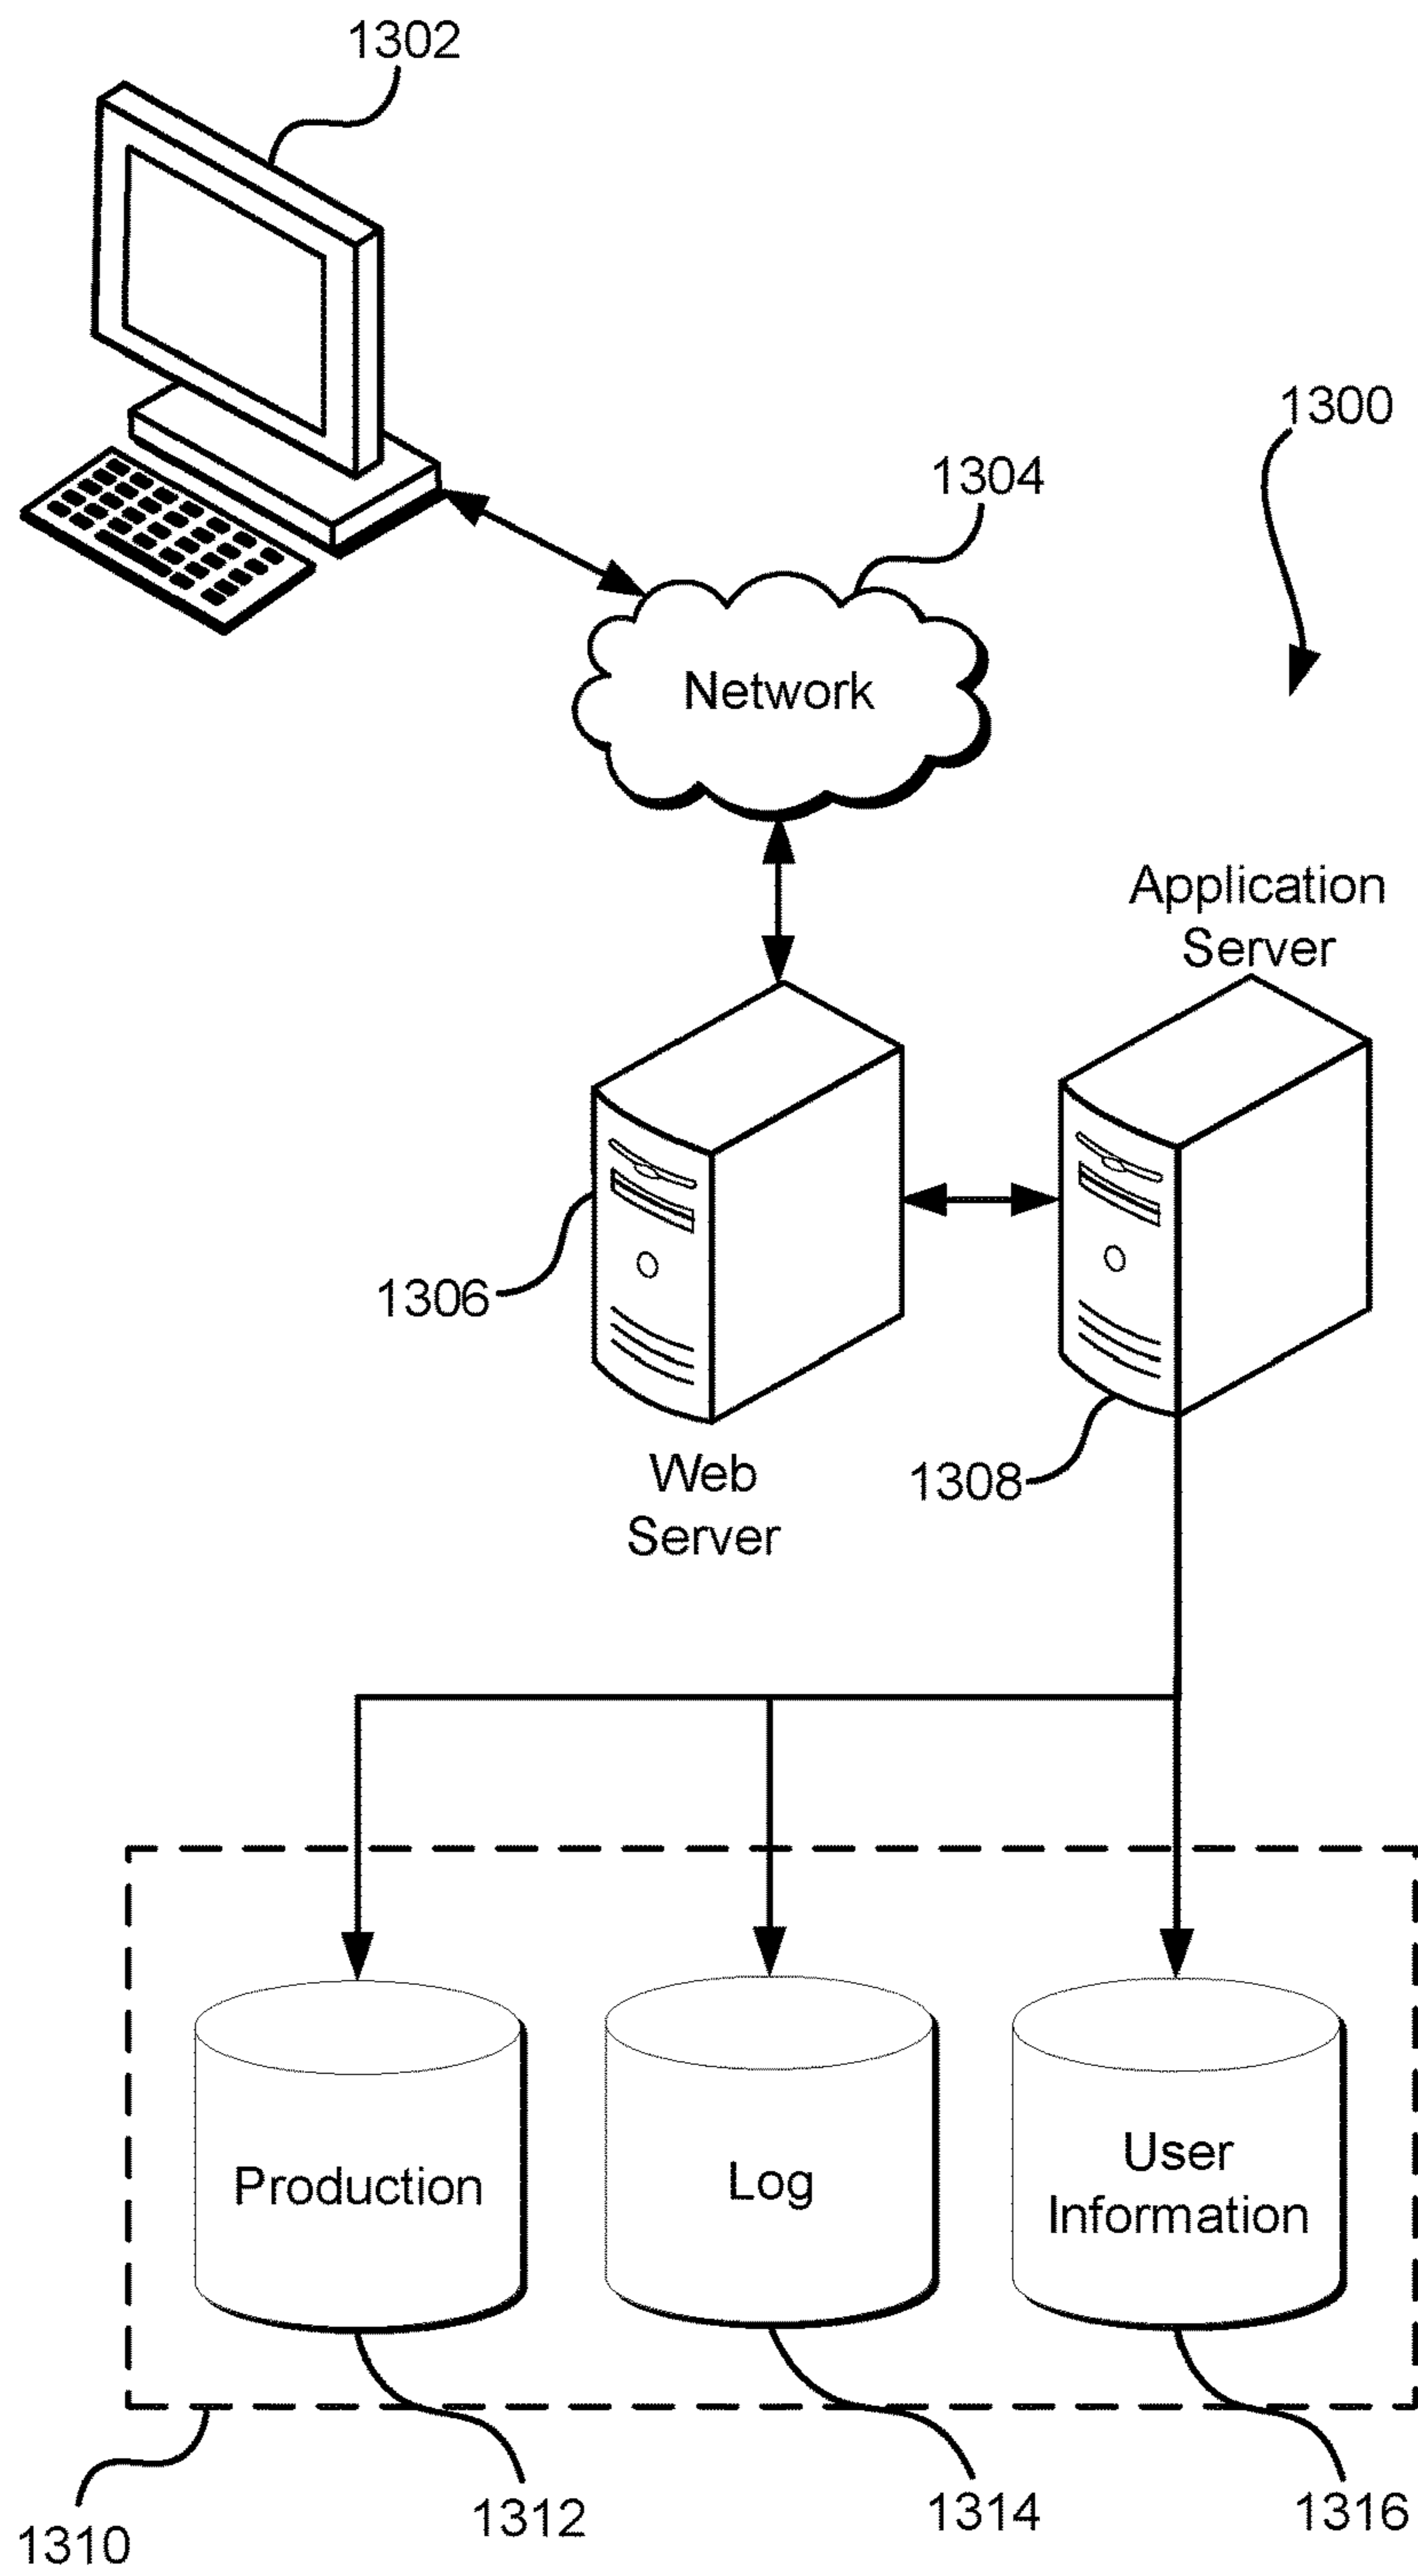 1302
1300
1304
Network
Application
Server
1306
1308
Web
Server
Production
Log
User
Information
1310
1312
1314
1316